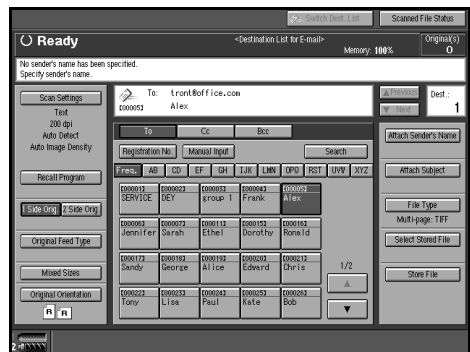 Switch Dest. List
Scanned File Status
Ready
<Destination List for E-mail>
Memory: 100%
Original(s)
0
No sender's name has been specified.
Specify sender's name.
Scan Settings
Text
200 dpi
Auto Detect
Auto Image Density
Recall Program
1 Side Orig. 2 Side Orig.
Original Feed Type
Mixed Sizes
Original Orientation
R R
To: tront@office.com
[00005] Alex
▲ Previous
▼ Next
Dest.:
1
To Cc Bcc
Registration No. Manual Input Search
Freq. AB CD EF GH IJK LMN OPQ RST UVW XYZ
[00001] [00002] [00003] [00004] [00005]
SERVICE DEY group 1 Frank Alex
[00006] [00007] [00011] [00015] [00016]
Jennifer Sarah Ethel Dorothy Ronald
[00017] [00018] [00019] [00020] [00021]
Sandy George Alice Edward Chris
[00022] [00023] [00024] [00025] [00026]
Tony Lisa Paul Kate Bob
1/2
▲
▼
Attach Sender's Name
Attach Subject
File Type
Multi-page: TIFF
Select Stored File
Store File